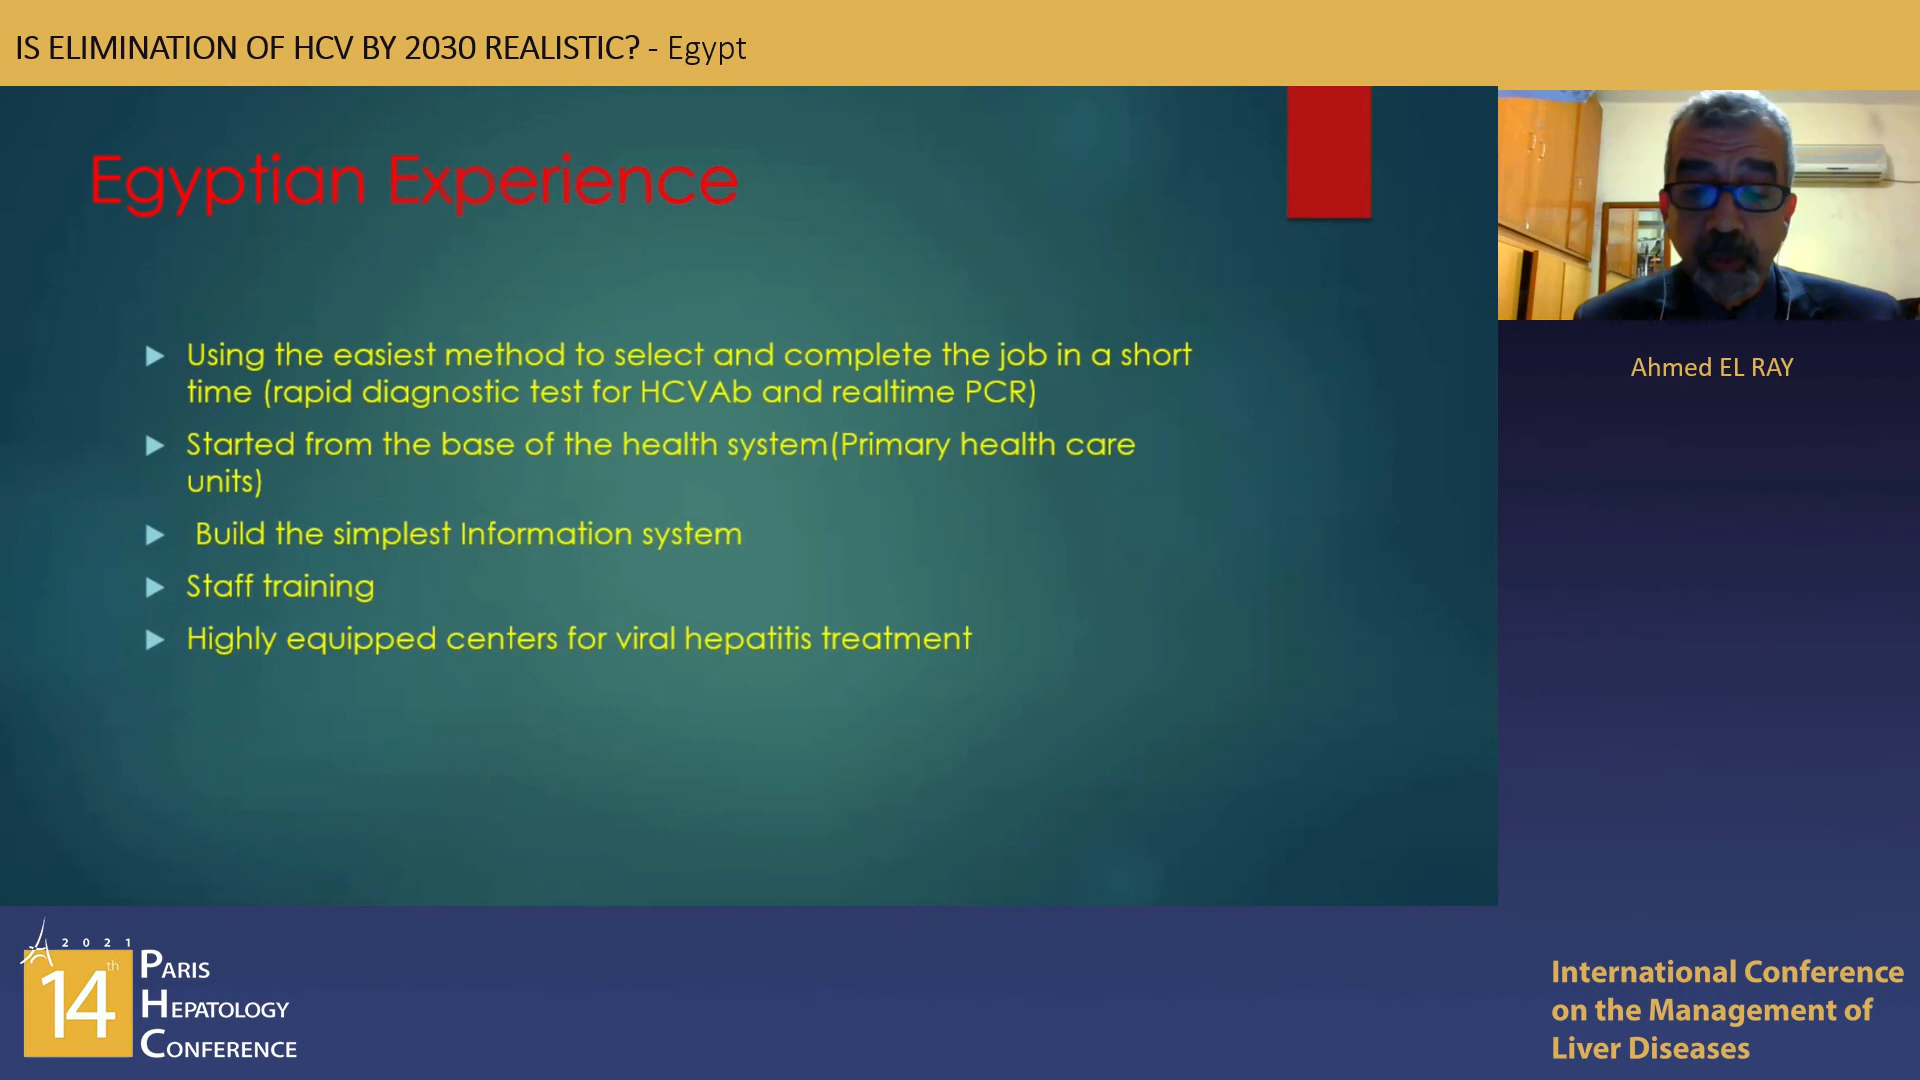 IS ELIMINATION OF HCV BY 2030 REALISTIC? - Egypt
Egyptian Experience
Using the easiest method to select and complete the job in a short
time (rapid diagnostic test for HCVAb and realtime PCR)
Started from the base of the health system(Primary health care
units)
Build the simplest Information system
Staff training
Highly equipped centers for viral hepatitis treatment
Ahmed EL RAY
2021
14th
PARIS
HEPATOLOGY
CONFERENCE
International Conference
on the Management of
Liver Diseases